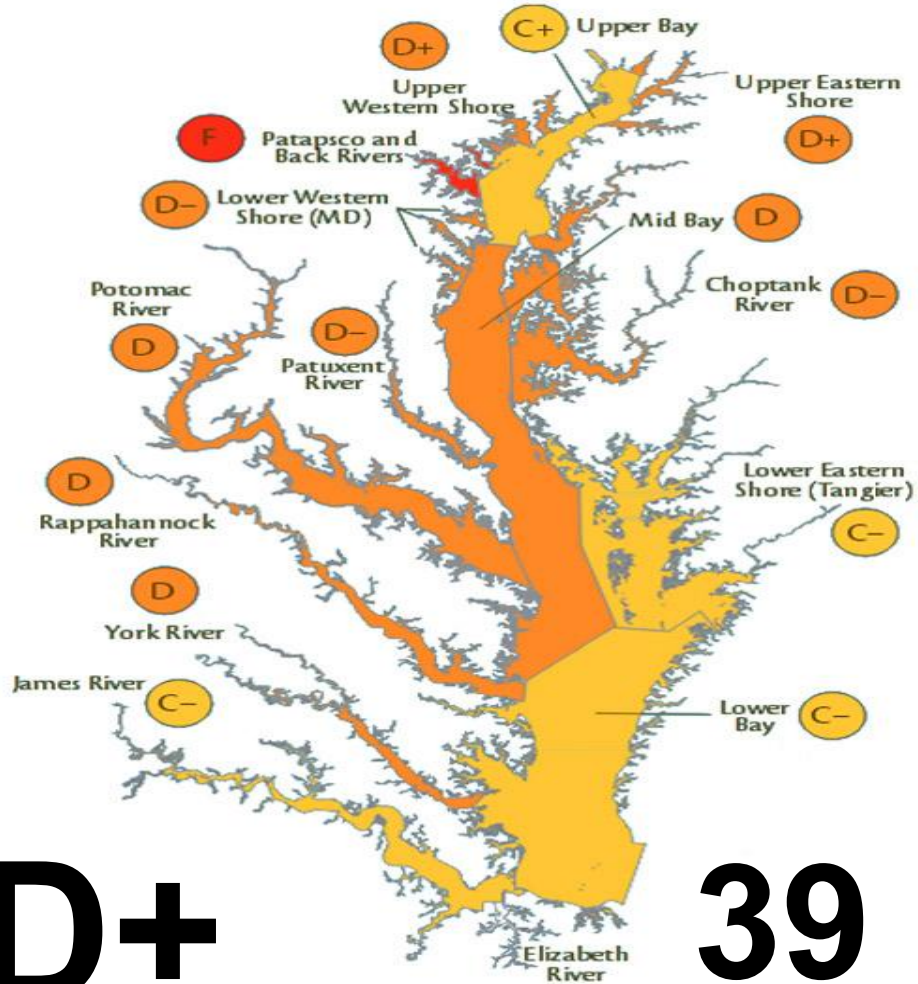 C+
Upper Bay
D+
Upper
Western Shore
Upper Eastern
Shore
D+
F
Patapsco and
Back Rivers
D−
Lower Western
Shore (MD)
Mid Bay
D
Choptank
River
D−
Potomac
River
D
D−
Patuxent
River
Lower Eastern
Shore (Tangier)
C−
D
Rappahannock
River
D
York River
James River
C−
Lower
Bay
C−
Elizabeth
River
D+
39